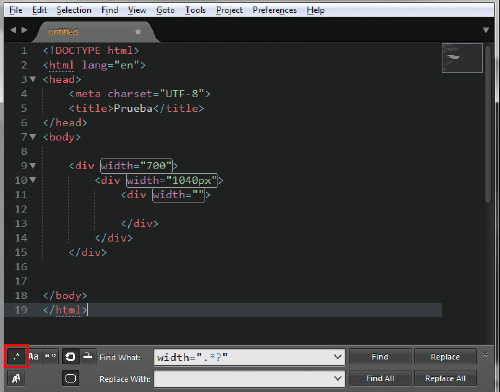 File Edit Selection Find View Goto Tools Project Preferences Help
untitled
1 <!DOCTYPE html>
2 <html lang="en">
3 <head>
4 <meta charset="UTF-8">
5 <title>Prueba</title>
6 </head>
7 <body>
8
9 <div width="700">
10 <div width="1040px">
11 <div width="">
12
13 </div>
14 </div>
15 </div>
16
17
18 </body>
19 </html>
.* Aa “” Find What: width=".*?" Find Replace
Replace With: Find All Replace All